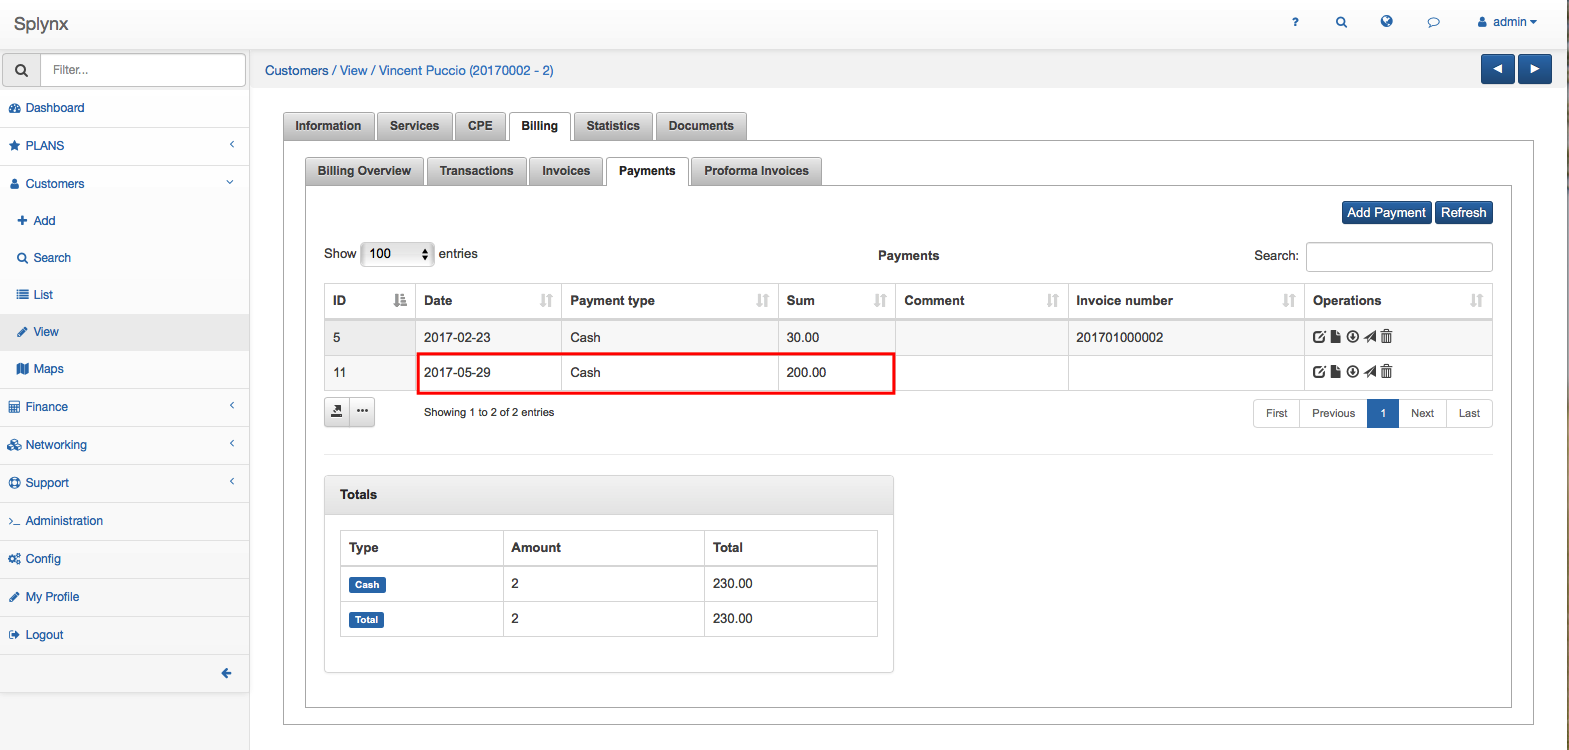 Splynx
? admin
Filter...
Customers / View / Vincent Puccio (20170002 - 2)
Dashboard
PLANS
Customers
Add
Search
List
View
Maps
Finance
Networking
Support
Administration
Config
My Profile
Logout
Information Services CPE Billing Statistics Documents
Billing Overview Transactions Invoices Payments Proforma Invoices
Add Payment Refresh
Show 100 entries Payments Search:
ID Date Payment type Sum Comment Invoice number Operations
5 2017-02-23 Cash 30.00 201701000002
11 2017-05-29 Cash 200.00
Showing 1 to 2 of 2 entries First Previous 1 Next Last
Totals
Type Amount Total
Cash 2 230.00
Total 2 230.00